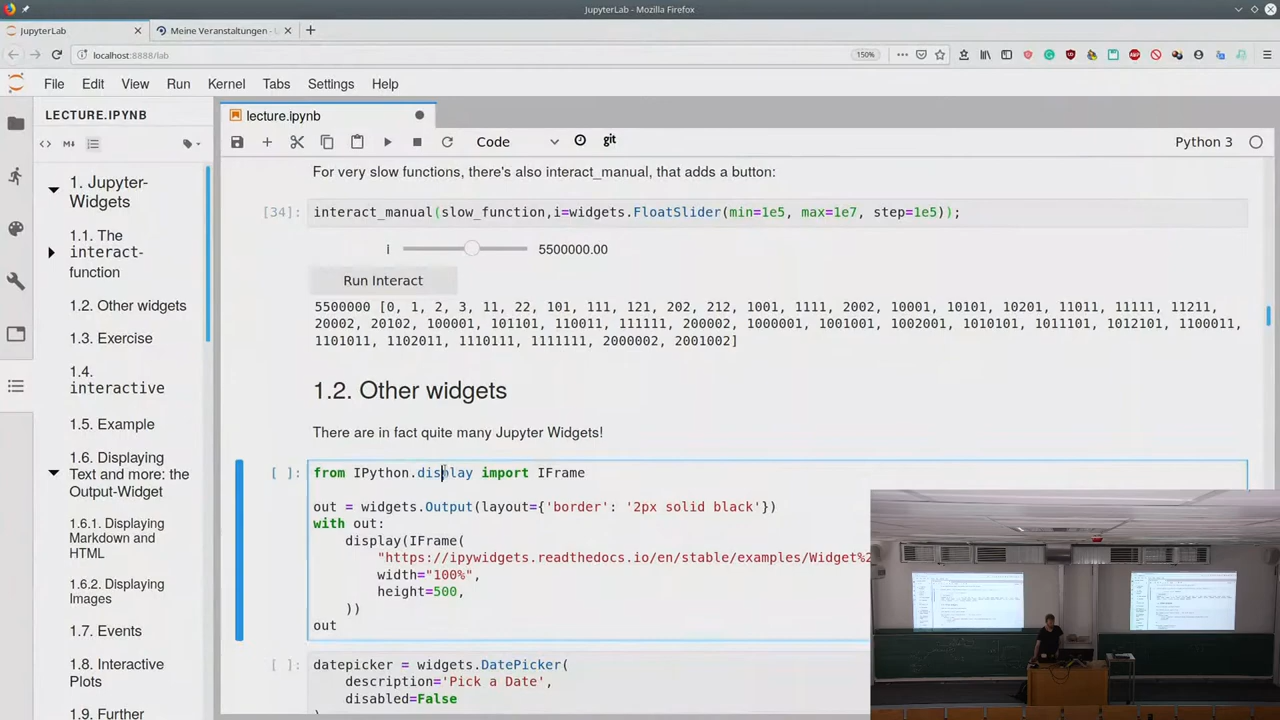 JupyterLab - Mozilla Firefox
JupyterLab
Meine Veranstaltungen -
localhost:8888/lab
150%
File Edit View Run Kernel Tabs Settings Help
LECTURE.IPYNB
lecture.ipynb
Code
git
Python 3
1. Jupyter-
Widgets
1.1. The
interact-
function
1.2. Other widgets
1.3. Exercise
1.4.
interactive
1.5. Example
1.6. Displaying
Text and more: the
Output-Widget
1.6.1. Displaying
Markdown and
HTML
1.6.2. Displaying
Images
1.7. Events
1.8. Interactive
Plots
1.9. Further
For very slow functions, there's also interact_manual, that adds a button:
[34]: interact_manual(slow_function,i=widgets.FloatSlider(min=1e5, max=1e7, step=1e5));
i 5500000.00
Run Interact
5500000 [0, 1, 2, 3, 11, 22, 101, 111, 121, 202, 212, 1001, 1111, 2002, 10001, 10101, 10201, 11011, 11111, 11211,
20002, 20102, 100001, 101101, 110011, 111111, 200002, 1000001, 1001001, 1002001, 1010101, 1011101, 1012101, 1100011,
1101011, 1102011, 1110111, 1111111, 2000002, 2001002]
1.2. Other widgets
There are in fact quite many Jupyter Widgets!
[ ]: from IPython.display import IFrame
out = widgets.Output(layout={'border': '2px solid black'})
with out:
display(IFrame(
"https://ipywidgets.readthedocs.io/en/stable/examples/Widget%2
width="100%",
height=500,
))
out
[ ]: datepicker = widgets.DatePicker(
description='Pick a Date',
disabled=False